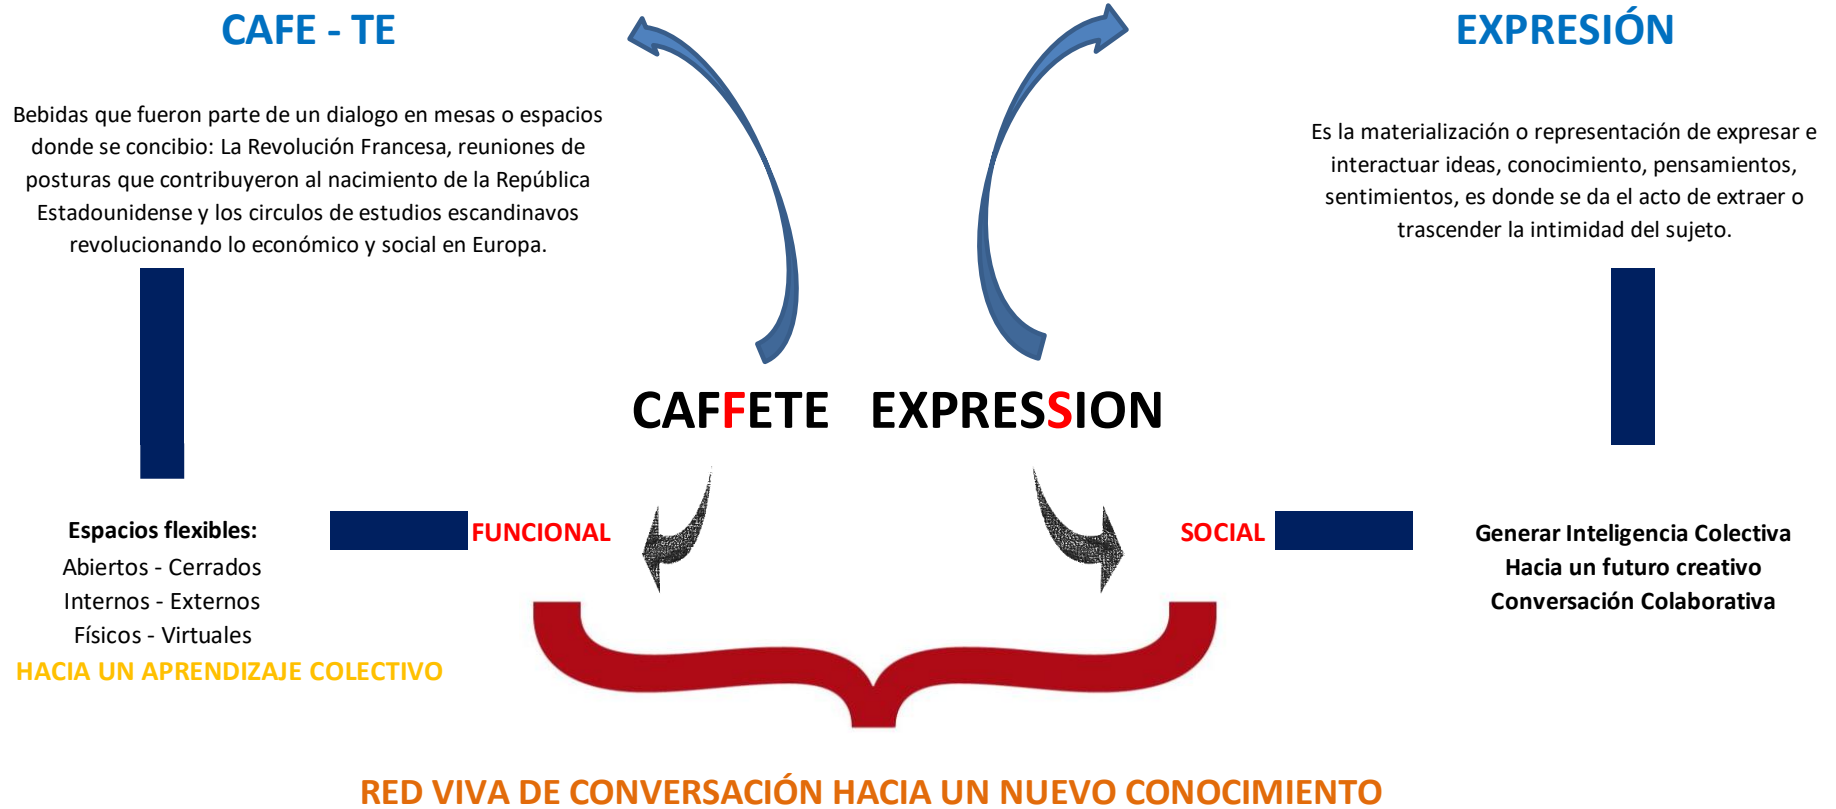 CAFE - TE
Bebidas que fueron parte de un dialogo en mesas o espacios
donde se concibio: La Revolución Francesa, reuniones de
posturas que contribuyeron al nacimiento de la República
Estadounidense y los circulos de estudios escandinavos
revolucionando lo económico y social en Europa.
EXPRESIÓN
Es la materialización o representación de expresar e
interactuar ideas, conocimiento, pensamientos,
sentimientos, es donde se da el acto de extraer o
trascender la intimidad del sujeto.
CAFFETE EXPRESSION
Espacios flexibles:
Abiertos - Cerrados
Internos - Externos
Físicos - Virtuales
HACIA UN APRENDIZAJE COLECTIVO
FUNCIONAL
SOCIAL
Generar Inteligencia Colectiva
Hacia un futuro creativo
Conversación Colaborativa
RED VIVA DE CONVERSACIÓN HACIA UN NUEVO CONOCIMIENTO